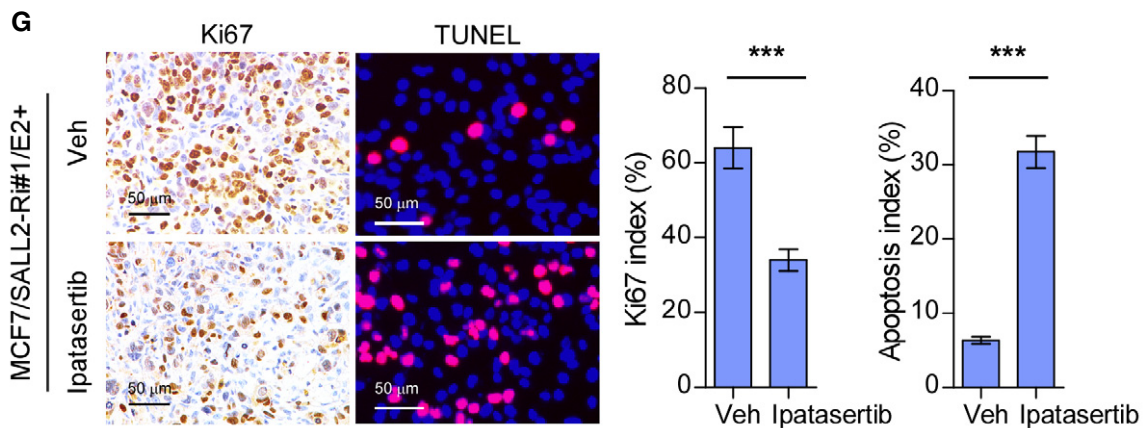 G
Ki67
TUNEL
MCF7/SALL2-Ri#1/E2+
Veh
50 μm
50 μm
Ipatasertib
50 μm
50 μm
***
Ki67 index (%)
80
60
40
20
0
Veh
Ipatasertib
***
Apoptosis index (%)
40
30
20
10
0
Veh
Ipatasertib